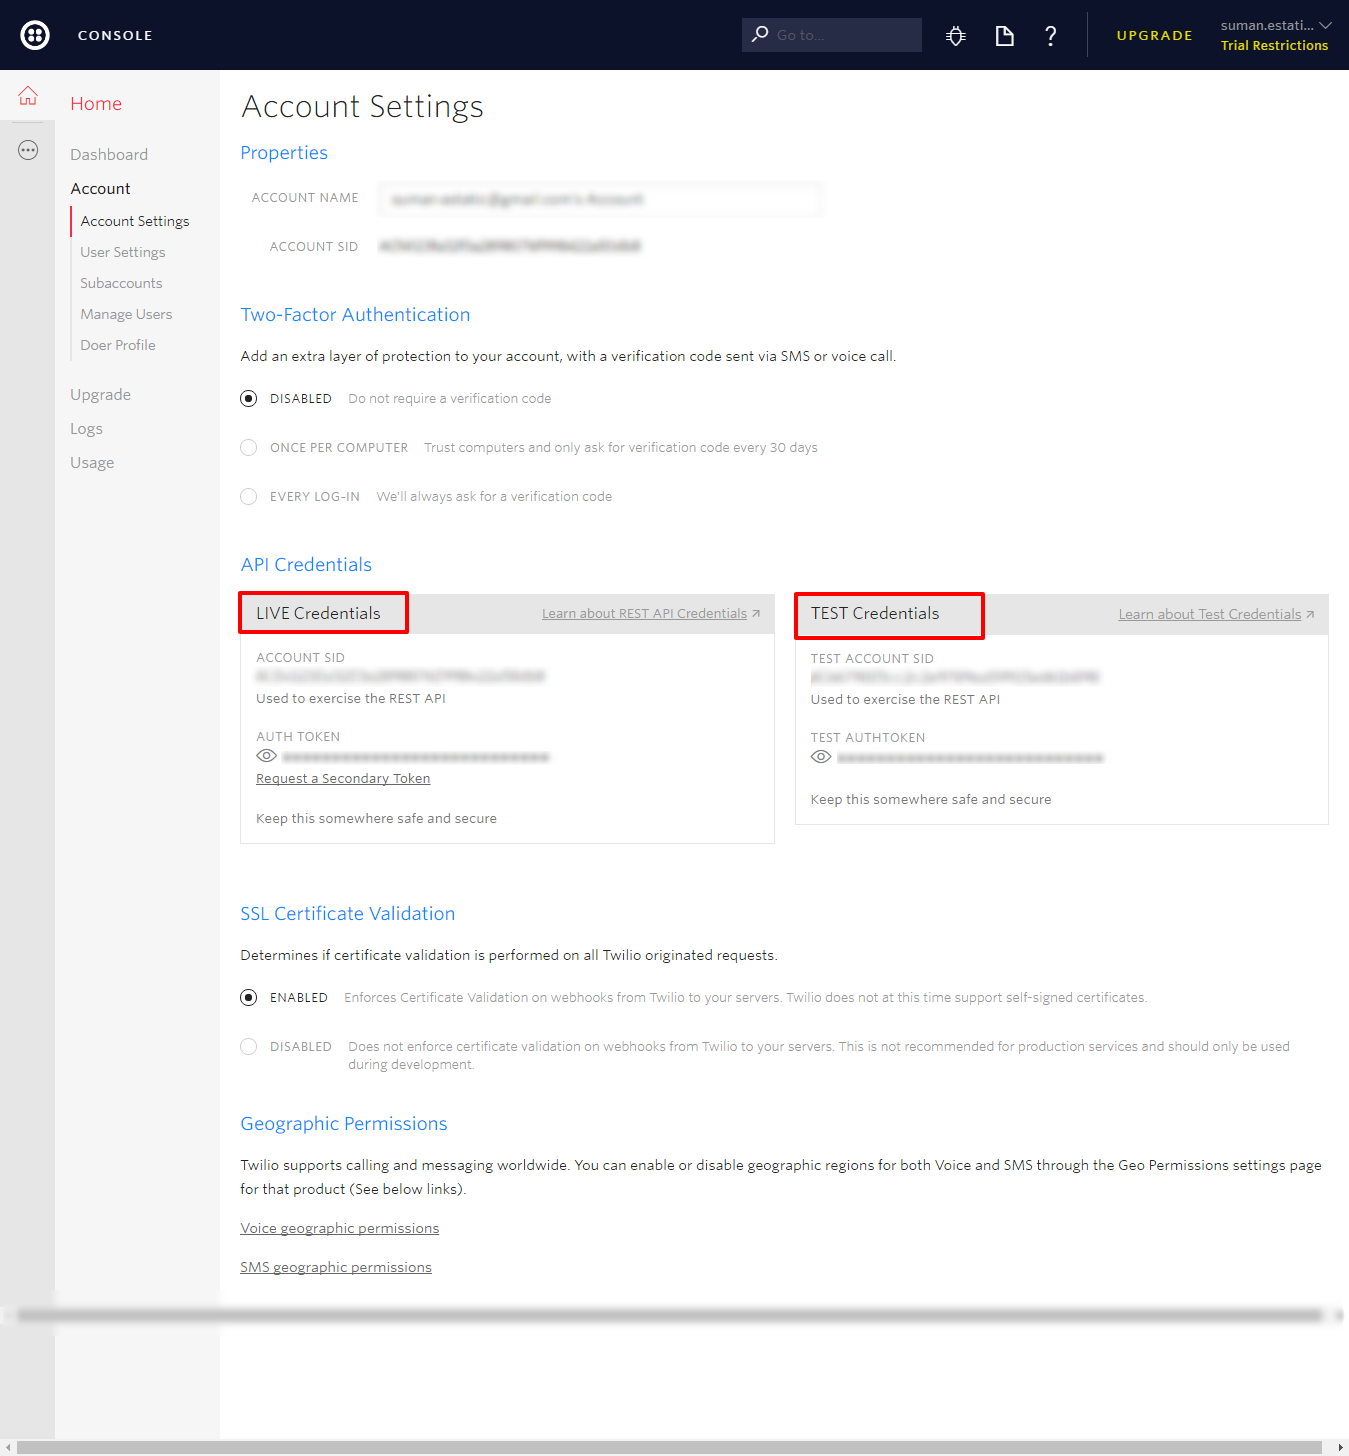 CONSOLE
Go to...
?
UPGRADE
suman.estati...
Trial Restrictions
Home
Dashboard
Account
Account Settings
User Settings
Subaccounts
Manage Users
Doer Profile
Upgrade
Logs
Usage
Account Settings
Properties
ACCOUNT NAME
ACCOUNT SID
Two-Factor Authentication
Add an extra layer of protection to your account, with a verification code sent via SMS or voice call.
DISABLED Do not require a verification code
ONCE PER COMPUTER Trust computers and only ask for verification code every 30 days
EVERY LOG-IN We'll always ask for a verification code
API Credentials
LIVE Credentials Learn about REST API Credentials
ACCOUNT SID
Used to exercise the REST API
AUTH TOKEN
Request a Secondary Token
Keep this somewhere safe and secure
TEST Credentials Learn about Test Credentials
TEST ACCOUNT SID
Used to exercise the REST API
TEST AUTHTOKEN
Keep this somewhere safe and secure
SSL Certificate Validation
Determines if certificate validation is performed on all Twilio originated requests.
ENABLED Enforces Certificate Validation on webhooks from Twilio to your servers. Twilio does not at this time support self-signed certificates.
DISABLED Does not enforce certificate validation on webhooks from Twilio to your servers. This is not recommended for production services and should only be used
during development.
Geographic Permissions
Twilio supports calling and messaging worldwide. You can enable or disable geographic regions for both Voice and SMS through the Geo Permissions settings page
for that product (See below links).
Voice geographic permissions
SMS geographic permissions